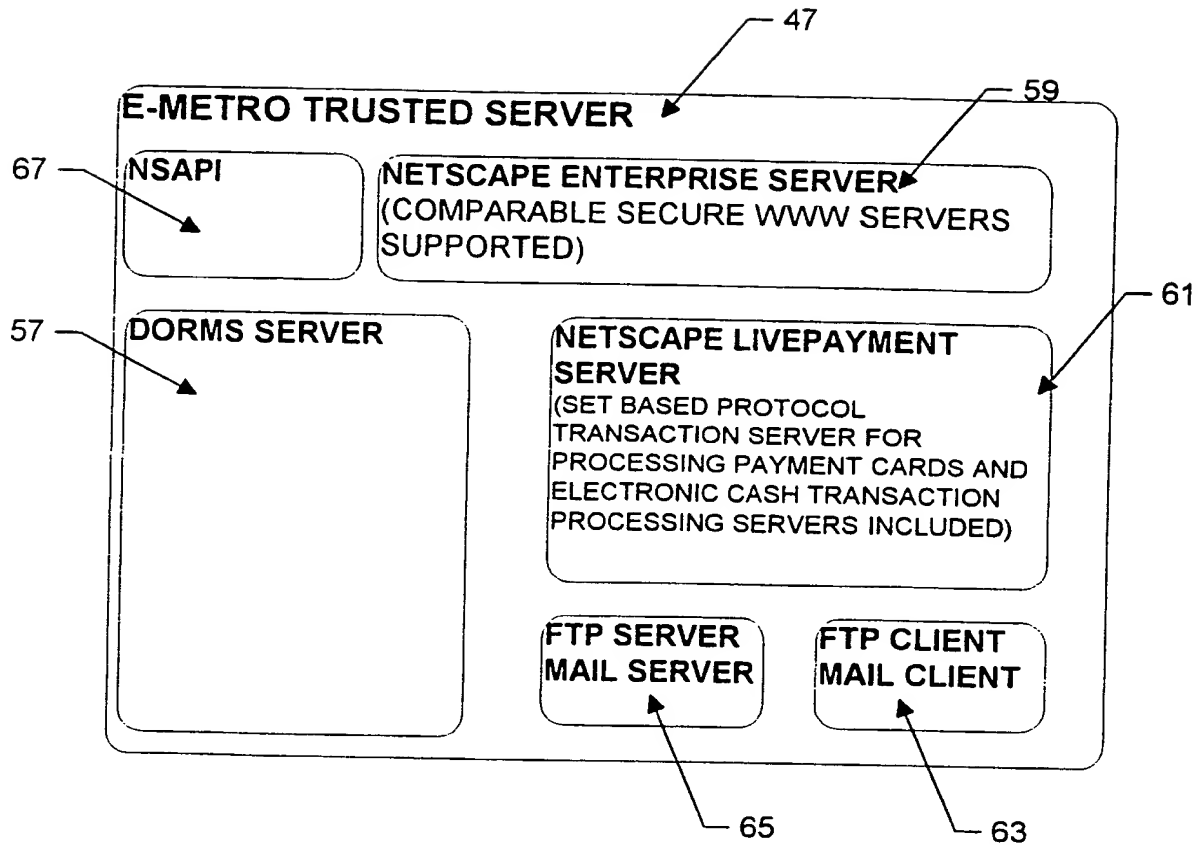 47
E-METRO TRUSTED SERVER
59
67
NSAPI
NETSCAPE ENTERPRISE SERVER
(COMPARABLE SECURE WWW SERVERS
SUPPORTED)
61
57
DORMS SERVER
NETSCAPE LIVEPAYMENT
SERVER
(SET BASED PROTOCOL
TRANSACTION SERVER FOR
PROCESSING PAYMENT CARDS AND
ELECTRONIC CASH TRANSACTION
PROCESSING SERVERS INCLUDED)
FTP SERVER
MAIL SERVER
FTP CLIENT
MAIL CLIENT
65
63